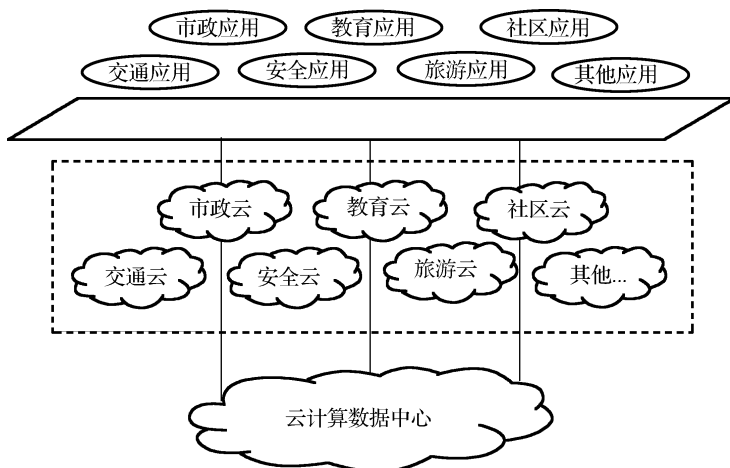 市政应用
教育应用
社区应用
交通应用
安全应用
旅游应用
其他应用
市政云
教育云
社区云
交通云
安全云
旅游云
其他...
云计算数据中心